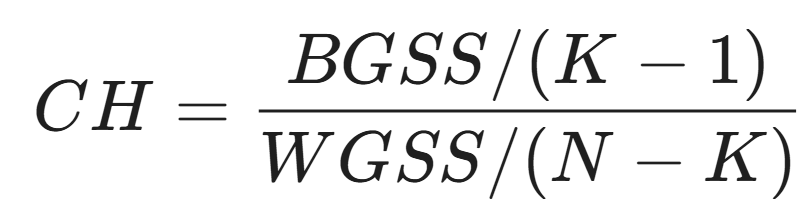 CH = BGSS/(K − 1)
WGSS/(N − K)